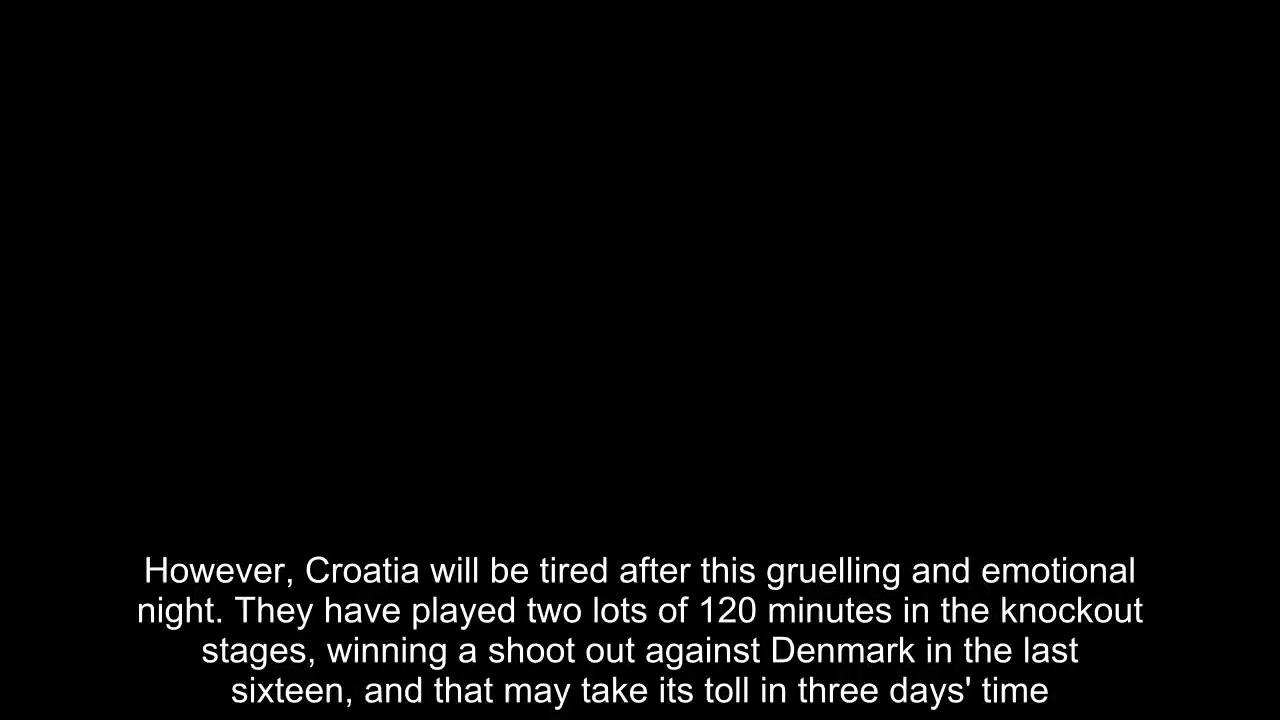 However, Croatia will be tired after this gruelling and emotional
night. They have played two lots of 120 minutes in the knockout
stages, winning a shoot out against Denmark in the last
sixteen, and that may take its toll in three days' time